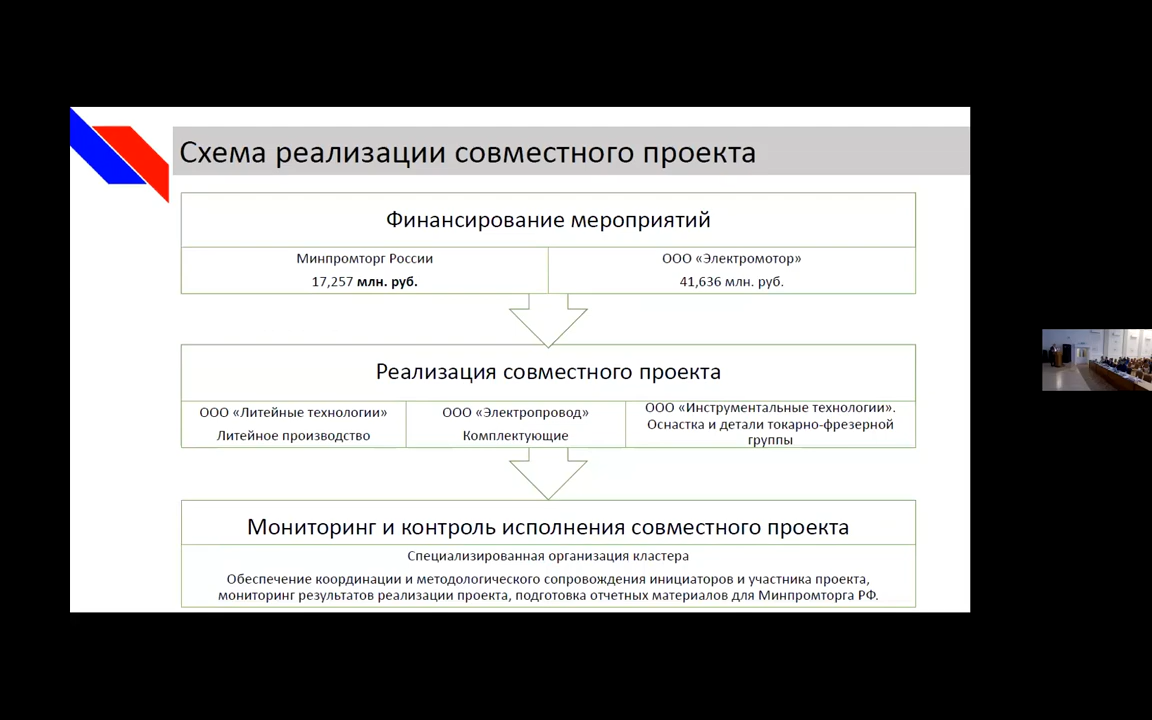 Схема реализации совместного проекта
Финансирование мероприятий
Минпромторг России
17,257 млн. руб.
ООО «Электромотор»
41,636 млн. руб.
Реализация совместного проекта
ООО «Литейные технологии»
Литейное производство
ООО «Электропровод»
Комплектующие
ООО «Инструментальные технологии».
Оснастка и детали токарно-фрезерной
группы
Мониторинг и контроль исполнения совместного проекта
Специализированная организация кластера
Обеспечение координации и методологического сопровождения инициаторов и участника проекта,
мониторинг результатов реализации проекта, подготовка отчетных материалов для Минпромторга РФ.